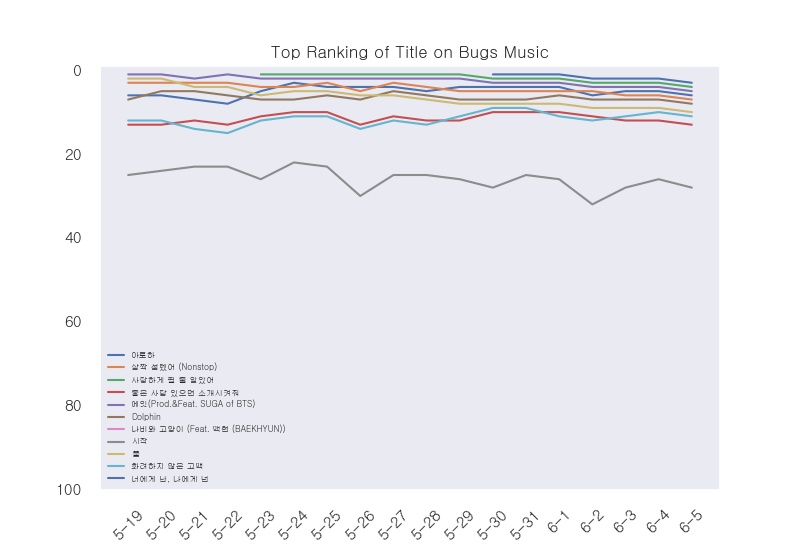 Top Ranking of Title on Bugs Music
0
20
40
60
80
100
아로하
살짝 설렜어 (Nonstop)
사랑하게 될 줄 알았어
좋은 사람 있으면 소개시켜줘
에잇(Prod.&Feat. SUGA of BTS)
Dolphin
나비와 고양이 (Feat. 백현 (BAEKHYUN))
시작
화려하지 않은 고백
너에게 난, 나에게 넌
5-19
5-20
5-21
5-22
5-23
5-24
5-25
5-26
5-27
5-28
5-29
5-30
5-31
6-1
6-2
6-3
6-4
6-5